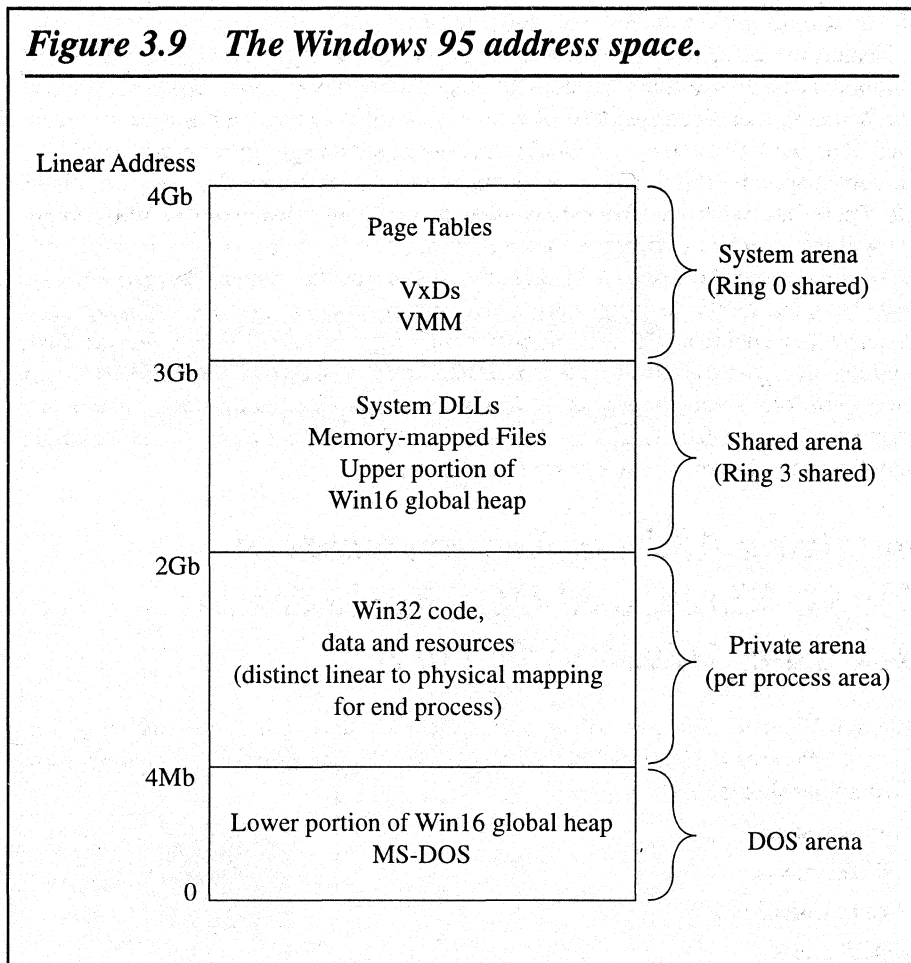 Figure 3.9 The Windows 95 address space.
Linear Address
4Gb
Page Tables
VxDs
VMM
System arena
(Ring 0 shared)
3Gb
System DLLs
Memory-mapped Files
Upper portion of
Win16 global heap
Shared arena
(Ring 3 shared)
2Gb
Win32 code,
data and resources
(distinct linear to physical mapping
for end process)
Private arena
(per process area)
4Mb
Lower portion of Win16 global heap
MS-DOS
DOS arena
0